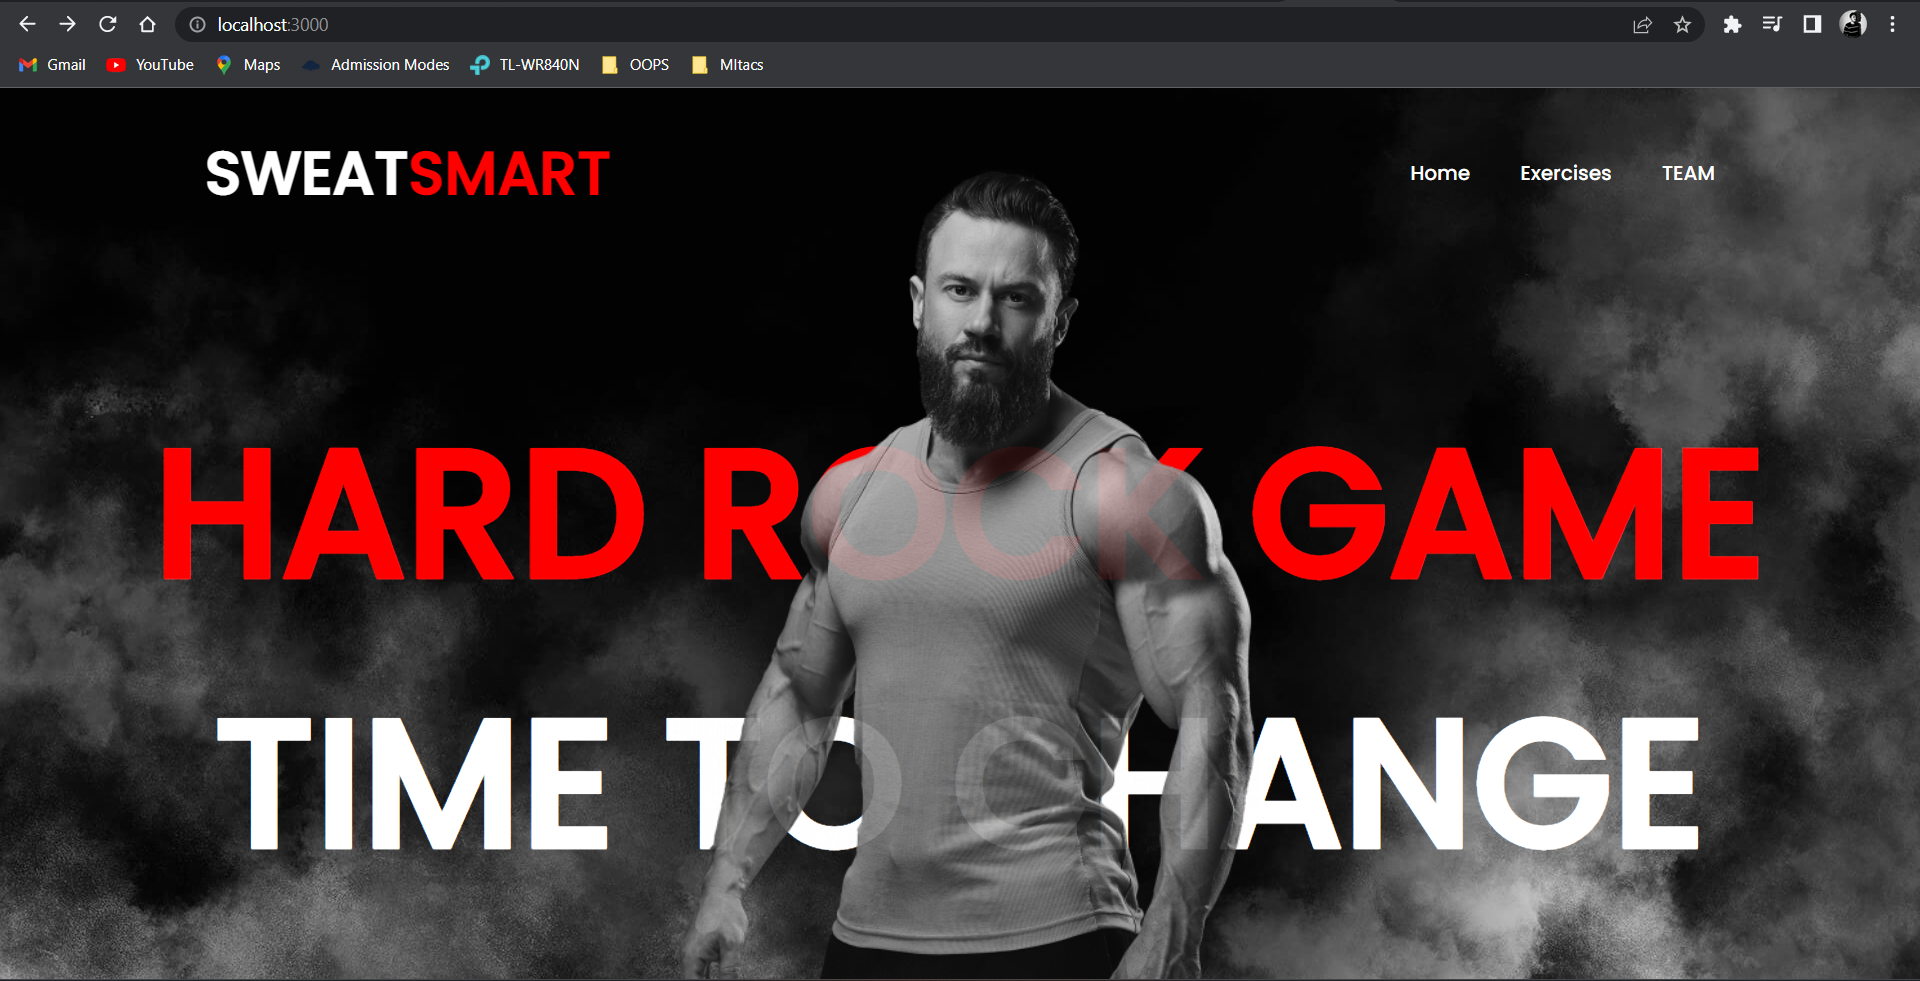 localhost:3000
Gmail YouTube Maps Admission Modes TL-WR840N OOPS MItacs
SWEATSMART Home Exercises TEAM
HARD ROCK GAME
TIME TO CHANGE